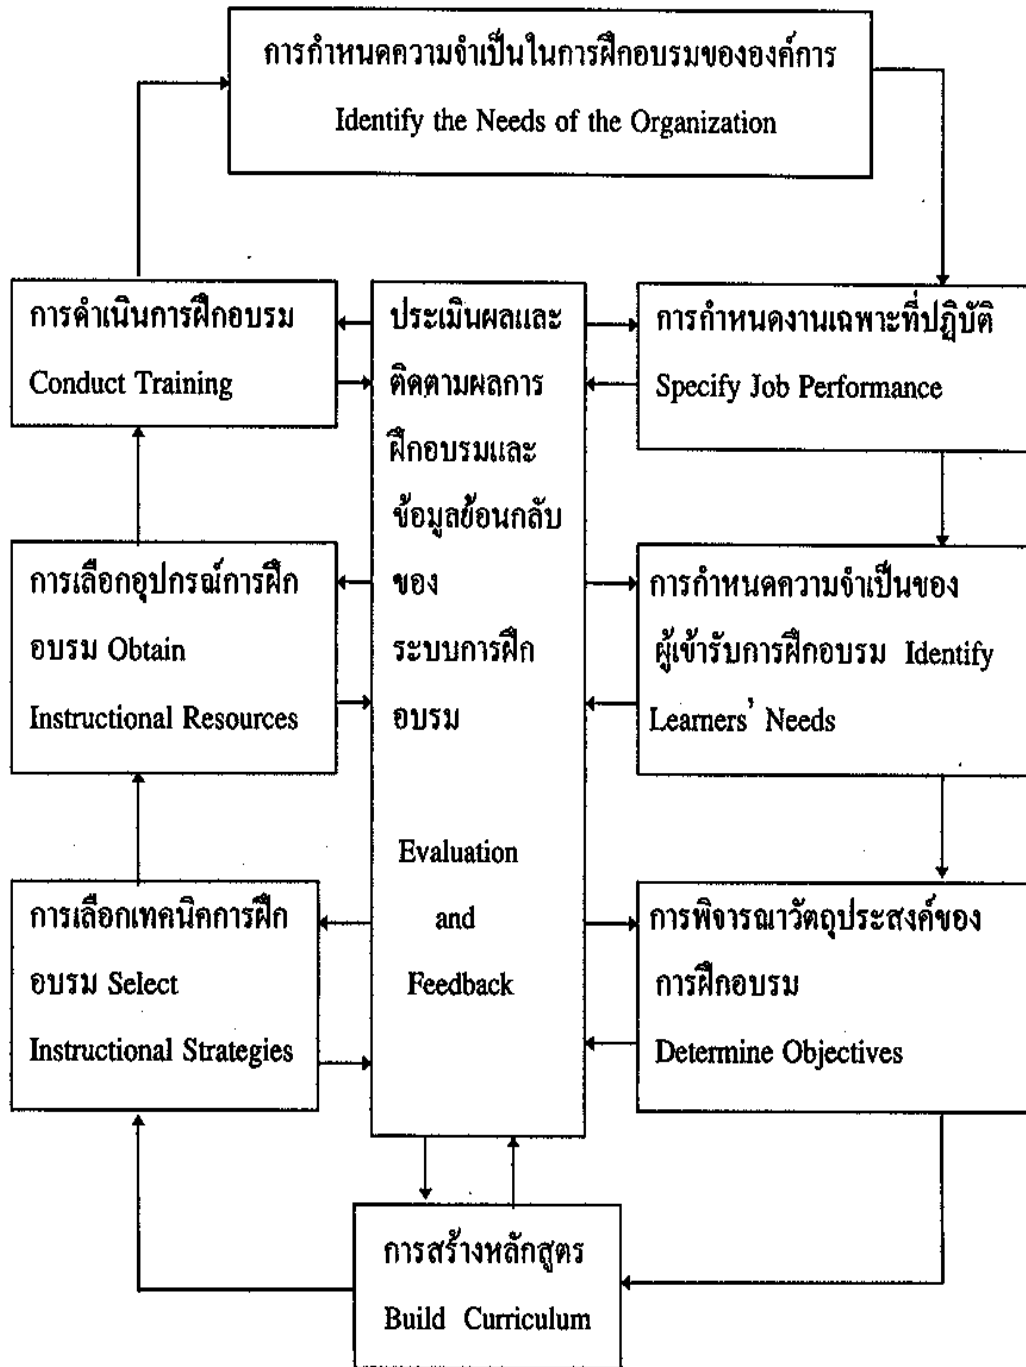 การกำหนดความจำเป็นในการฝึกอบรมขององค์การ
Identify the Needs of the Organization
การดำเนินการฝึกอบรม
Conduct Training
ประเมินผลและ
ติดตามผลการ
ฝึกอบรมและ
ข้อมูลย้อนกลับ
ของ
ระบบการฝึก
อบรม
Evaluation
and
Feedback
การกำหนดงานเฉพาะที่ปฏิบัติ
Specify Job Performance
การเลือกอุปกรณ์การฝึก
อบรม Obtain
Instructional Resources
การกำหนดความจำเป็นของ
ผู้เข้ารับการฝึกอบรม Identify
Learners' Needs
การเลือกเทคนิคการฝึก
อบรม Select
Instructional Strategies
การพิจารณาวัตถุประสงค์ของ
การฝึกอบรม
Determine Objectives
การสร้างหลักสูตร
Build Curriculum